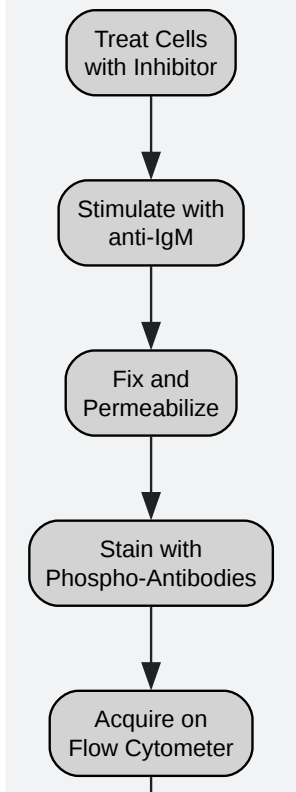 Treat Cells
with Inhibitor
Stimulate with
anti-IgM
Fix and
Permeabilize
Stain with
Phospho-Antibodies
Acquire on
Flow Cytometer